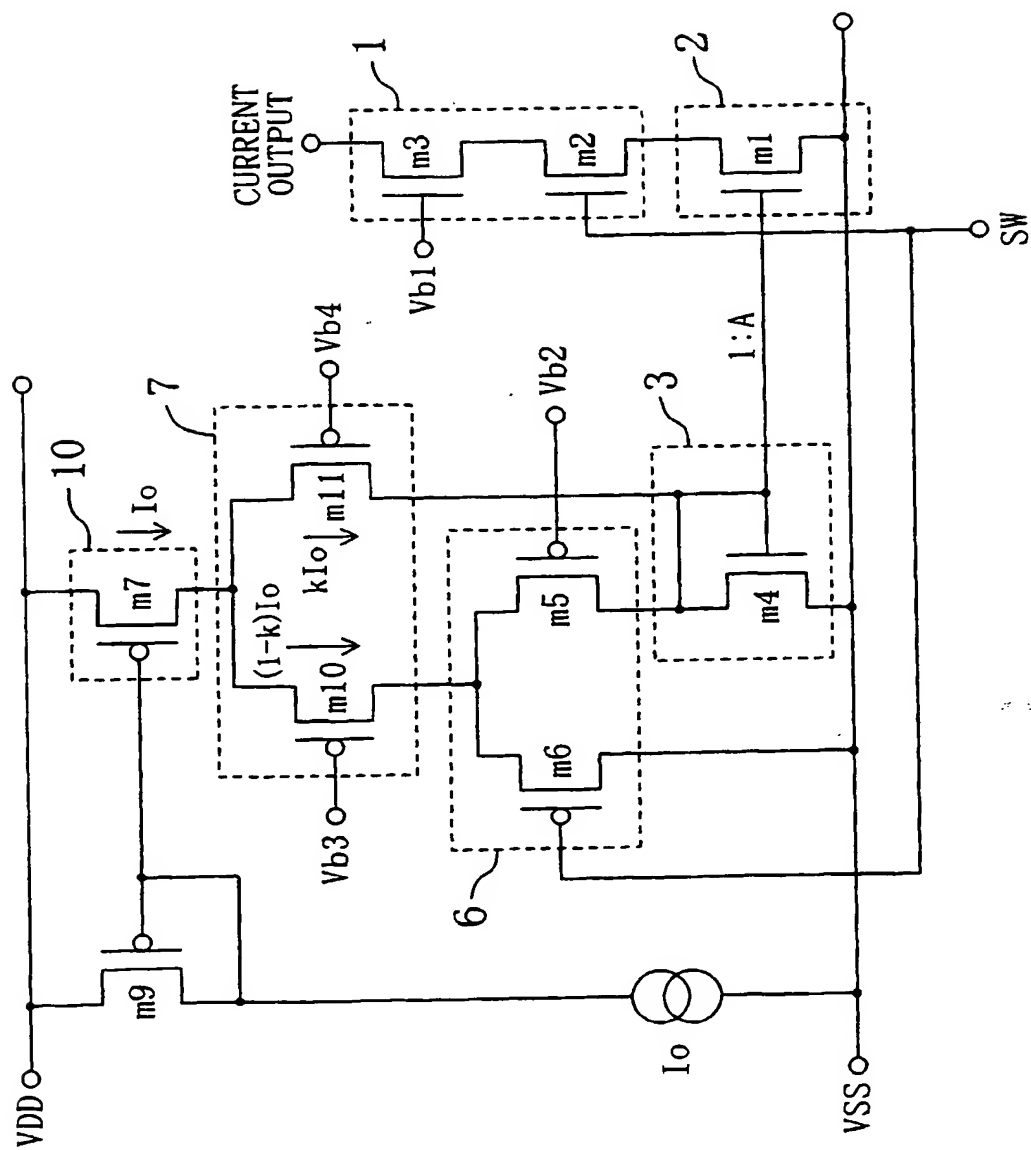 CURRENT
OUTPUT
1
m3
Vb1
m2
2
m1
SW
1:A
Vb4
7
10
Io
m7
m11
kIo
(1-k)Io
m10
Vb3
Vb2
3
m5
m4
m6
6
m9
Io
VDD
VSS